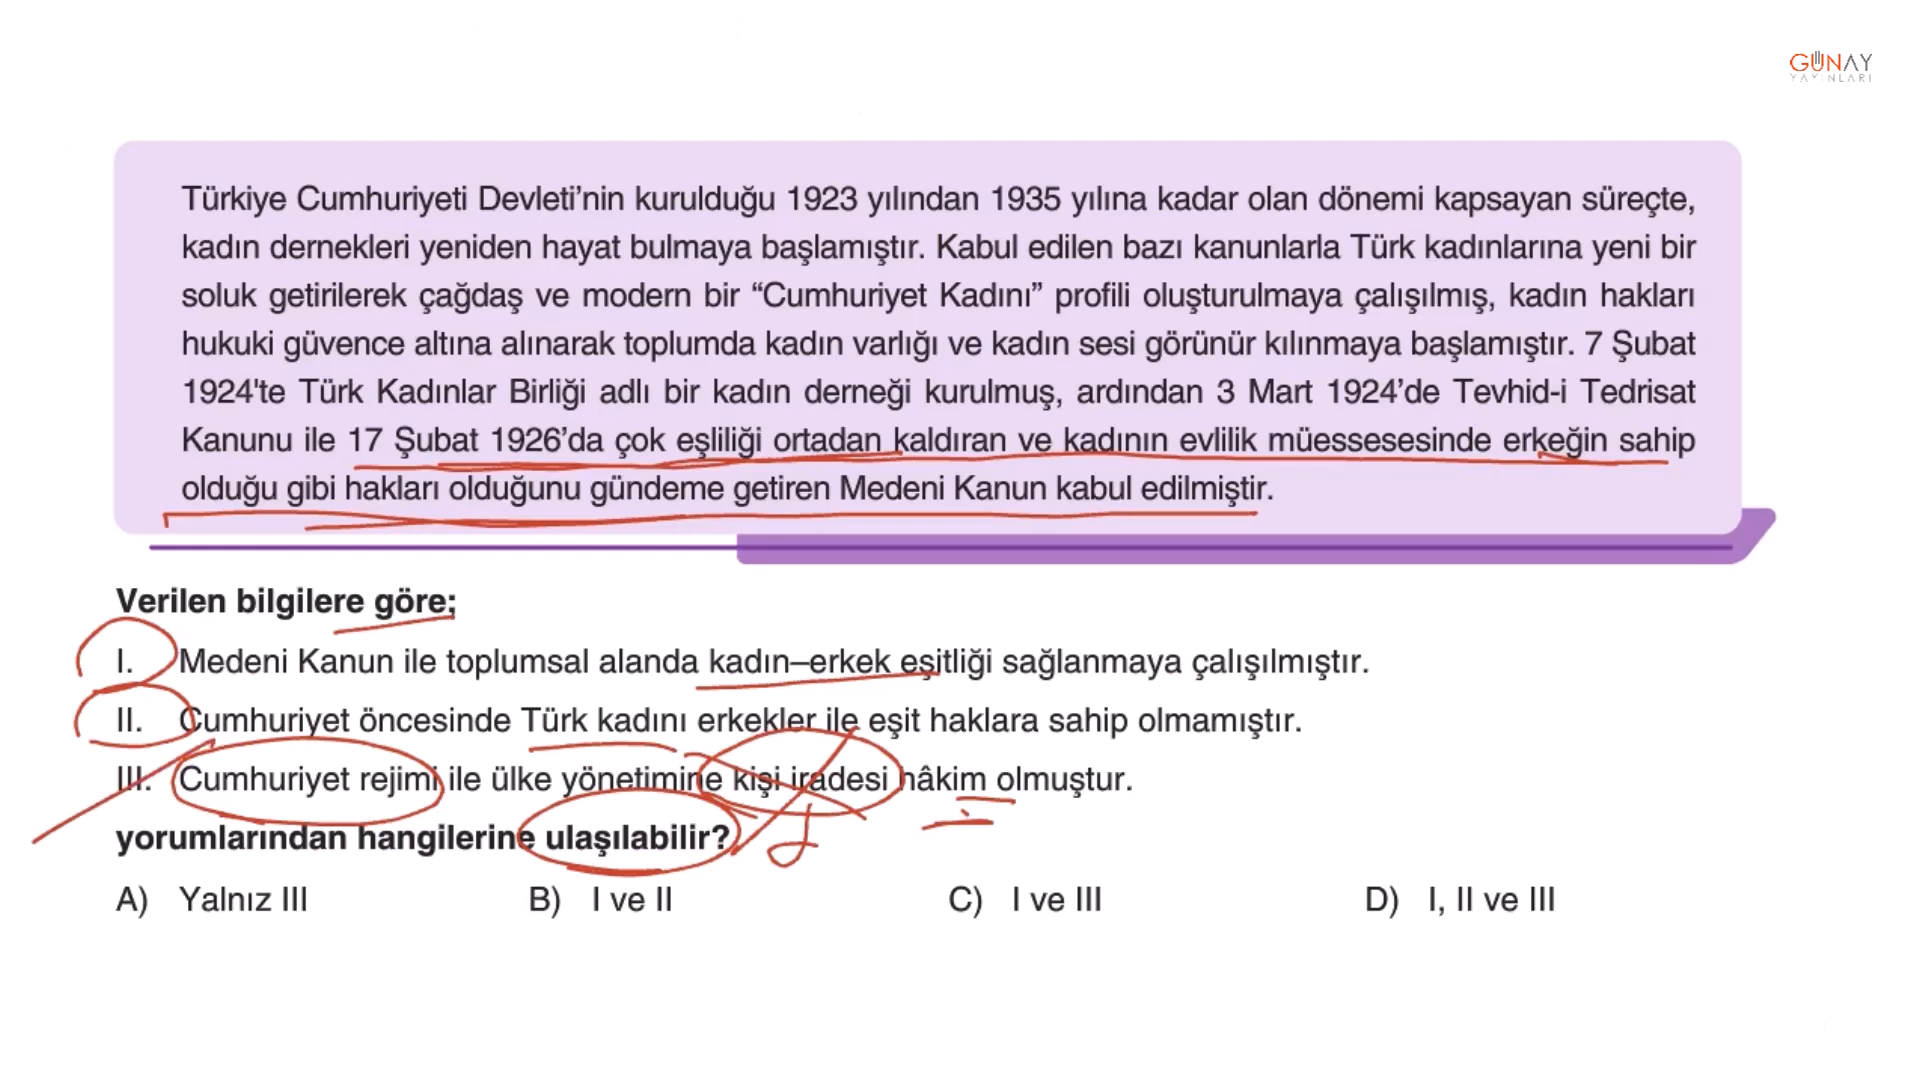 GÜNAY
YAYINLARI
Türkiye Cumhuriyeti Devleti’nin kurulduğu 1923 yılından 1935 yılına kadar olan dönemi kapsayan süreçte,
kadın dernekleri yeniden hayat bulmaya başlamıştır. Kabul edilen bazı kanunlarla Türk kadınlarına yeni bir
soluk getirilerek çağdaş ve modern bir “Cumhuriyet Kadını” profili oluşturulmaya çalışılmış, kadın hakları
hukuki güvence altına alınarak toplumda kadın varlığı ve kadın sesi görünür kılınmaya başlamıştır. 7 Şubat
1924'te Türk Kadınlar Birliği adlı bir kadın derneği kurulmuş, ardından 3 Mart 1924’de Tevhid-i Tedrisat
Kanunu ile 17 Şubat 1926’da çok eşliliği ortadan kaldıran ve kadının evlilik müessesesinde erkeğin sahip
olduğu gibi hakları olduğunu gündeme getiren Medeni Kanun kabul edilmiştir.
Verilen bilgilere göre;
I. Medeni Kanun ile toplumsal alanda kadın–erkek eşitliği sağlanmaya çalışılmıştır.
II. Cumhuriyet öncesinde Türk kadını erkekler ile eşit haklara sahip olmamıştır.
III. Cumhuriyet rejimi ile ülke yönetimine kişi iradesi hâkim olmuştur.
yorumlarından hangilerine ulaşılabilir?
A) Yalnız III B) I ve II C) I ve III D) I, II ve III